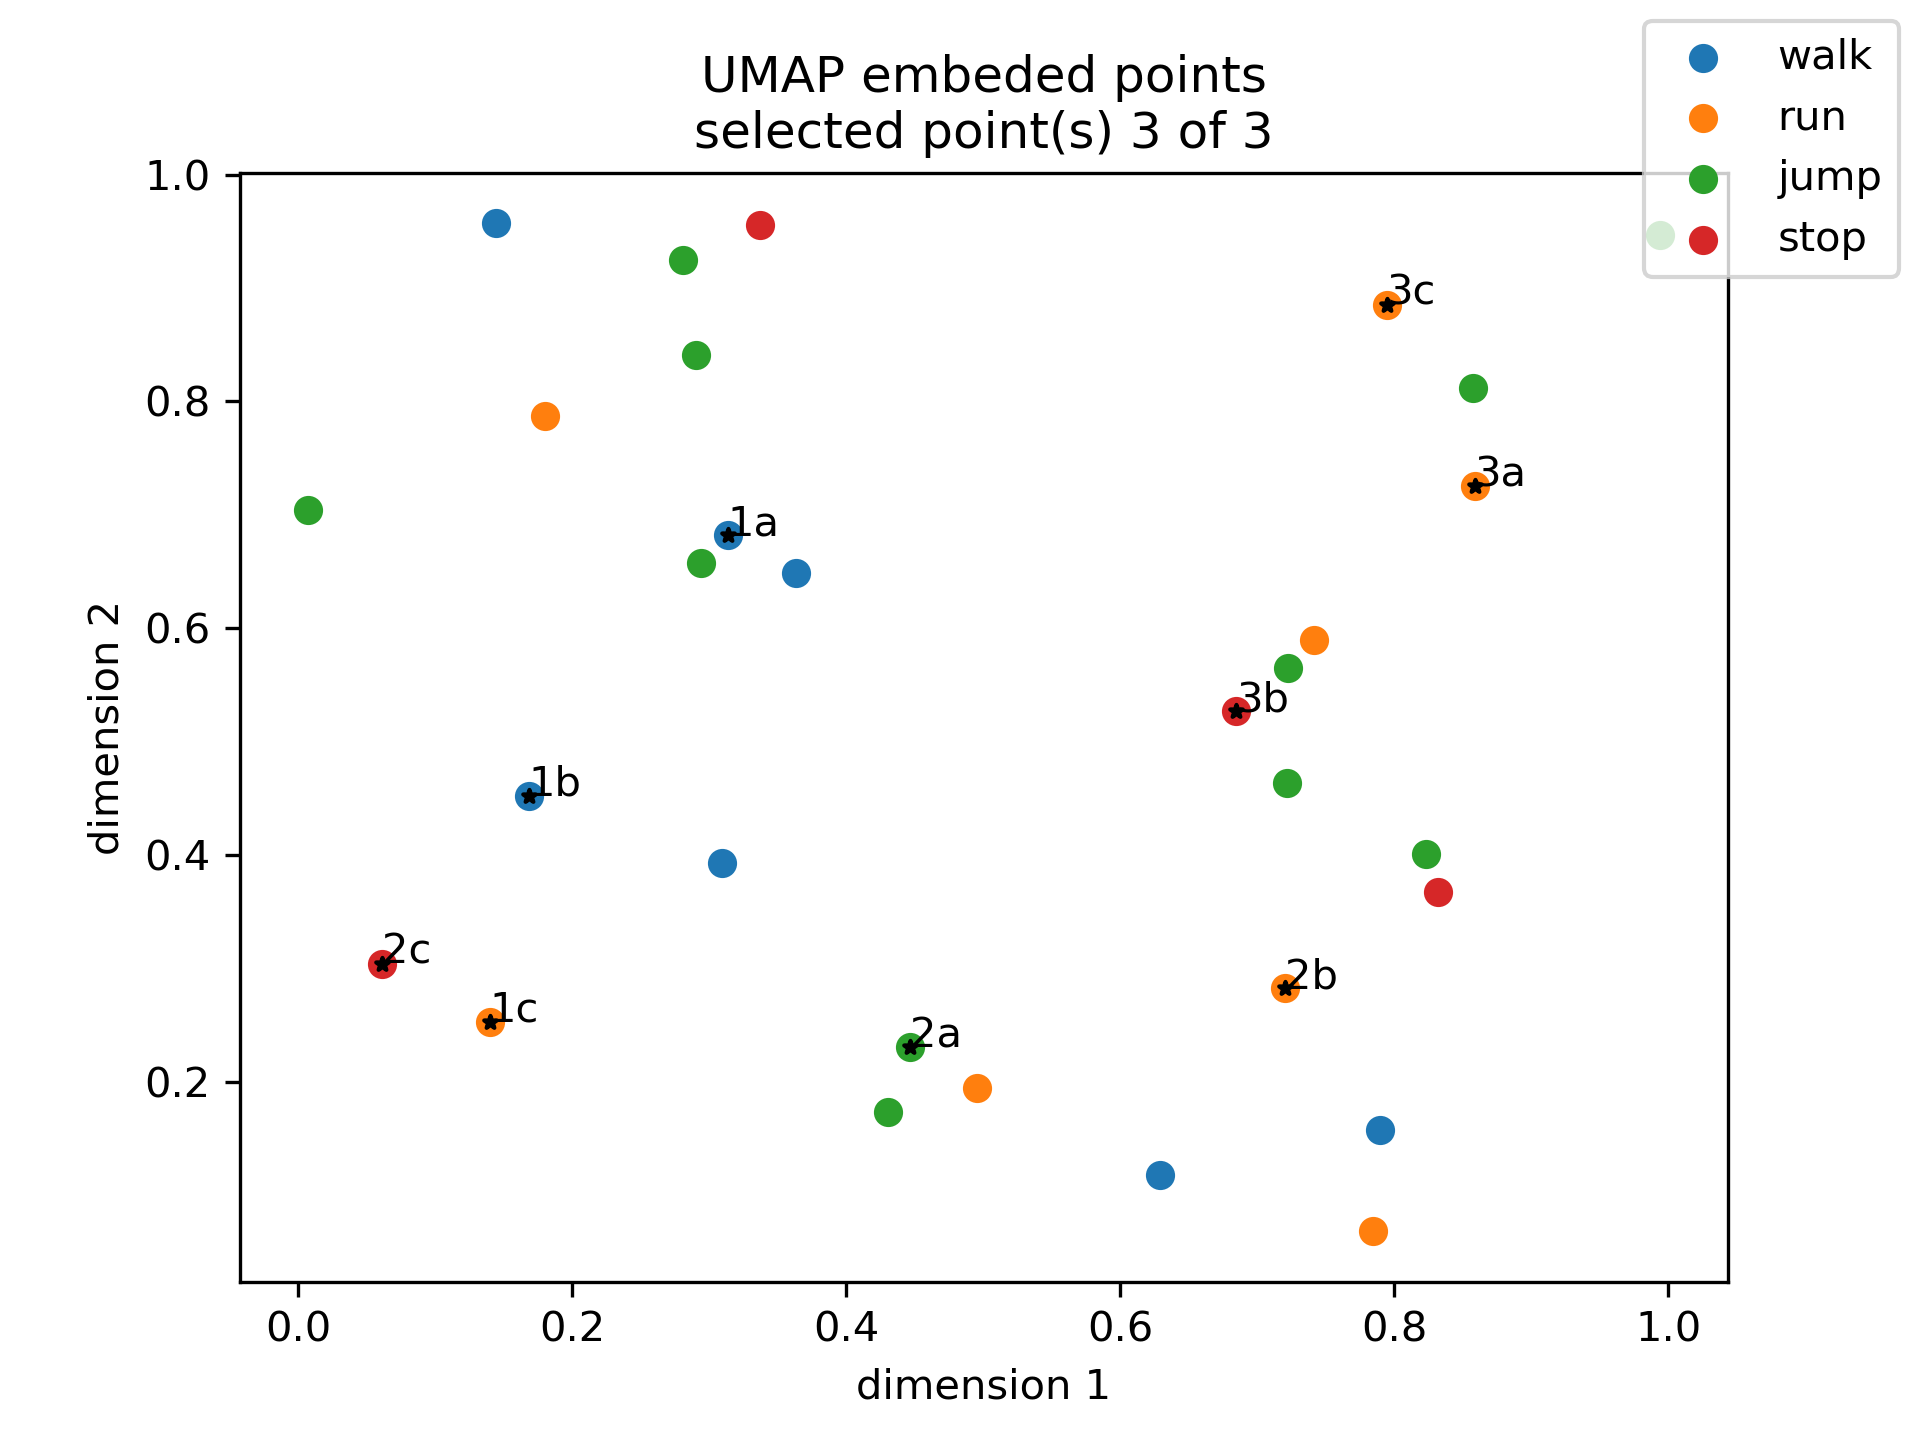 UMAP embeded points
selected point(s) 3 of 3
walk
run
jump
stop
1.0
0.8
0.6
0.4
0.2
dimension 2
3c
3a
1a
3b
1b
2c
2b
1c
2a
0.0 0.2 0.4 0.6 0.8 1.0
dimension 1